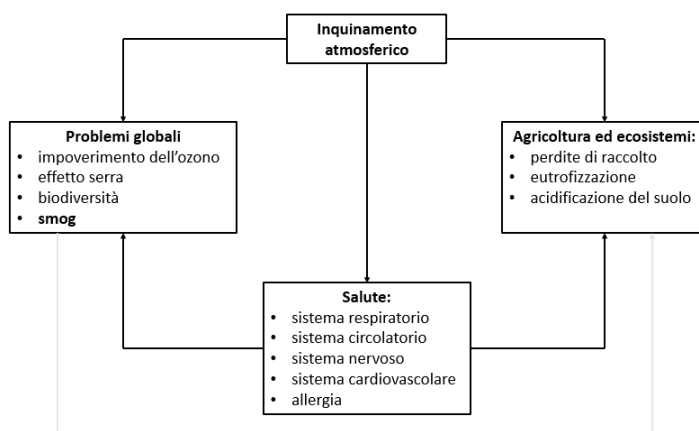 Inquinamento
atmosferico
Problemi globali
• impoverimento dell'ozono
• effetto serra
• biodiversità
• smog
Agricoltura ed ecosistemi:
• perdite di raccolto
• eutrofizzazione
• acidificazione del suolo
Salute:
• sistema respiratorio
• sistema circolatorio
• sistema nervoso
• sistema cardiovascolare
• allergia